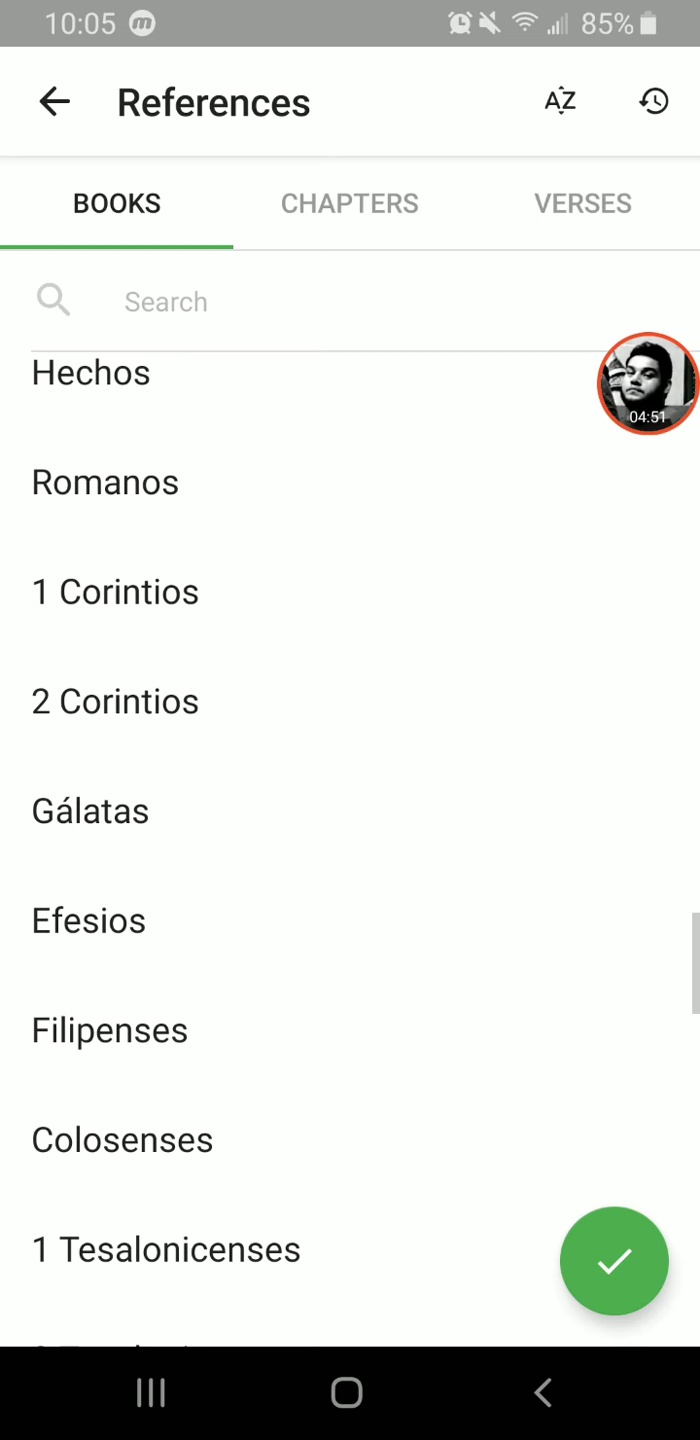 10:05 m 85%
References AZ
BOOKS CHAPTERS VERSES
Search
Hechos
04:51
Romanos
1 Corintios
2 Corintios
Gálatas
Efesios
Filipenses
Colosenses
1 Tesalonicenses